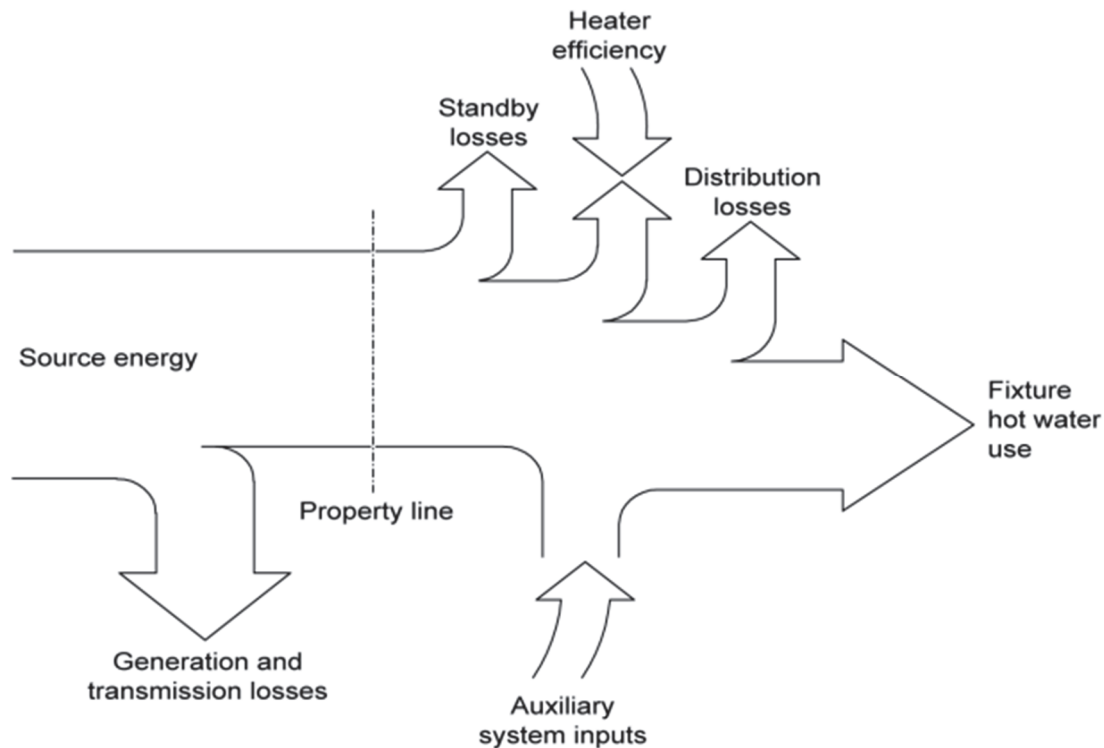 Heater
efficiency
Standby
losses
Distribution
losses
Source energy
Fixture
hot water
use
Property line
Generation and
transmission losses
Auxiliary
system inputs